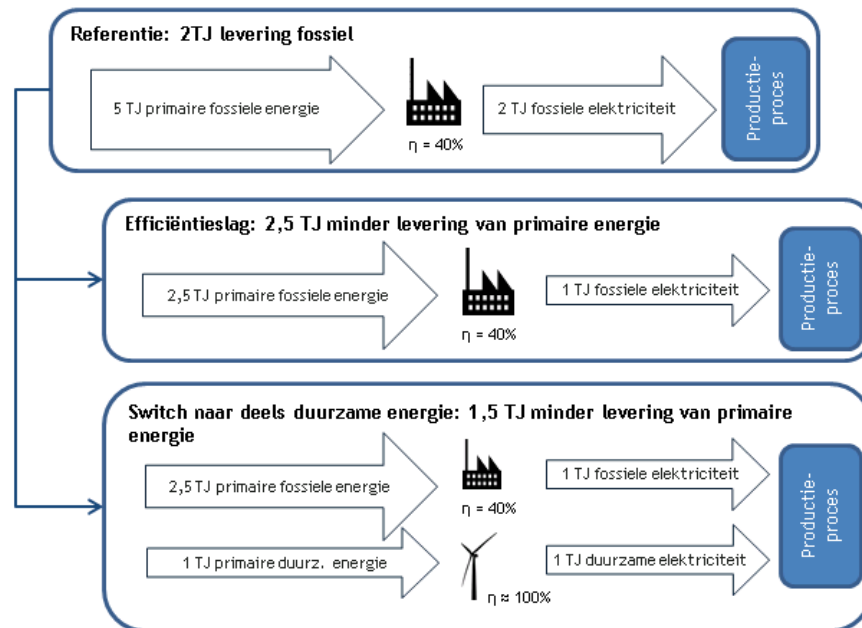 Referentie: 2TJ levering fossiel
5 TJ primaire fossiele energie
η = 40%
2 TJ fossiele elektriciteit
Productie-
proces
Efficiëntieslag: 2,5 TJ minder levering van primaire energie
2,5 TJ primaire fossiele energie
η = 40%
1 TJ fossiele elektriciteit
Productie-
proces
Switch naar deels duurzame energie: 1,5 TJ minder levering van primaire
energie
2,5 TJ primaire fossiele energie
η = 40%
1 TJ fossiele elektriciteit
1 TJ primaire duurz. energie
η ≈ 100%
1 TJ duurzame elektriciteit
Productie-
proces